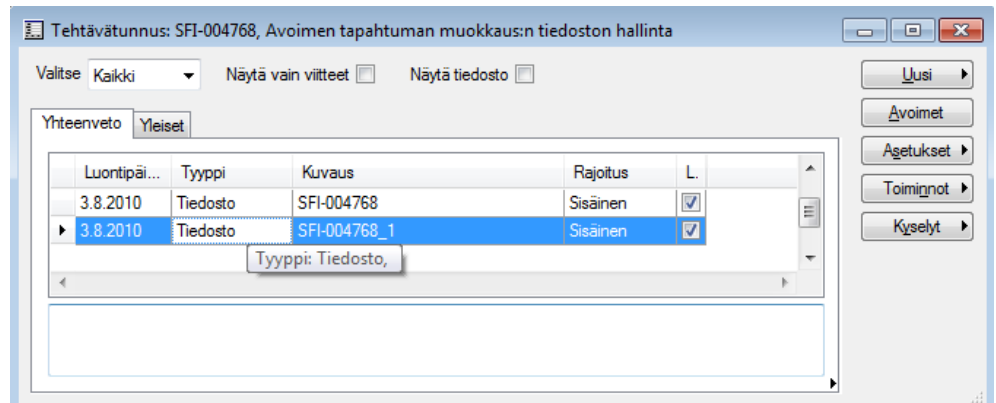 Tehtävätunnus: SFI-004768, Avoimen tapahtuman muokkaus:n tiedoston hallinta
Valitse Kaikki Näytä vain viitteet Näytä tiedosto
Uusi
Avoimet
Asetukset
Toiminnot
Kyselyt
Yhteenveto Yleiset
Luontipäi... Tyyppi Kuvaus Rajoitus L.
3.8.2010 Tiedosto SFI-004768 Sisäinen
3.8.2010 Tiedosto SFI-004768_1 Sisäinen
Tyyppi: Tiedosto,